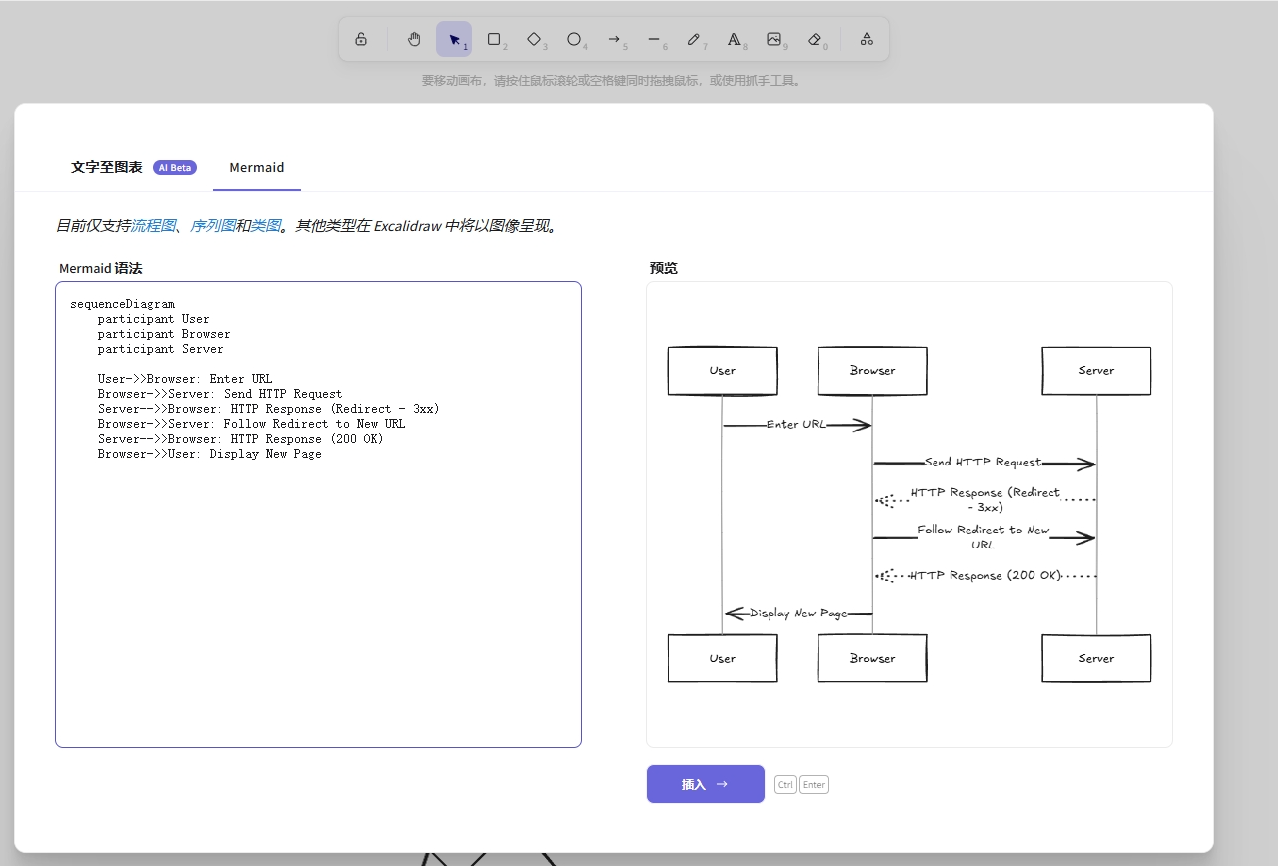 1
2
3
4
5
6
7
8
9
0
要移动画布，请按住鼠标滚轮或空格键同时拖拽鼠标，或使用抓手工具。
文字至图表 AI Beta Mermaid
目前仅支持流程图、序列图和类图。其他类型在 Excalidraw 中将以图像呈现。
Mermaid 语法
sequenceDiagram
    participant User
    participant Browser
    participant Server
    User->>Browser: Enter URL
    Browser->>Server: Send HTTP Request
    Server-->>Browser: HTTP Response (Redirect - 3xx)
    Browser->>Server: Follow Redirect to New URL
    Server-->>Browser: HTTP Response (200 OK)
    Browser->>User: Display New Page
预览
User Browser Server
Enter URL
Send HTTP Request
HTTP Response (Redirect
- 3xx)
Follow Redirect to New
URL
HTTP Response (200 OK)
Display New Page
User Browser Server
插入 → Ctrl Enter